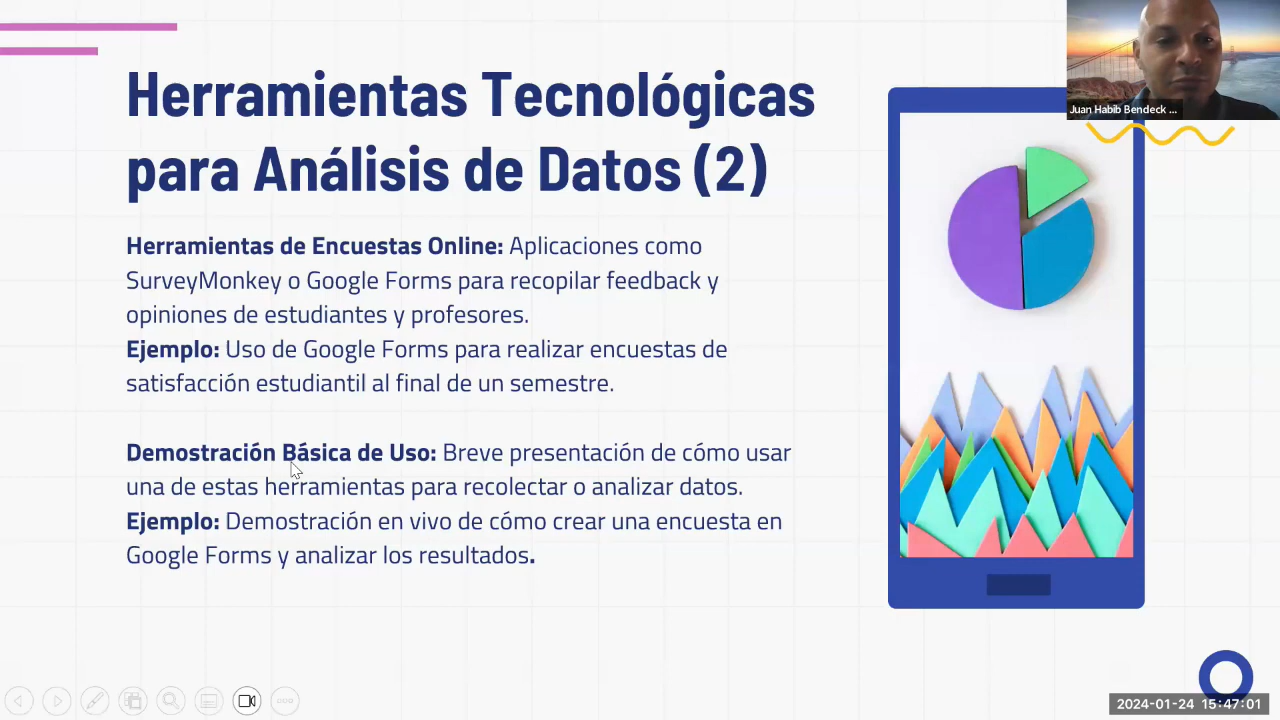 Herramientas Tecnológicas
para Análisis de Datos (2)
Herramientas de Encuestas Online: Aplicaciones como
SurveyMonkey o Google Forms para recopilar feedback y
opiniones de estudiantes y profesores.
Ejemplo: Uso de Google Forms para realizar encuestas de
satisfacción estudiantil al final de un semestre.
Demostración Básica de Uso: Breve presentación de cómo usar
una de estas herramientas para recolectar o analizar datos.
Ejemplo: Demostración en vivo de cómo crear una encuesta en
Google Forms y analizar los resultados.
Juan Habib Bendeck ...
2024-01-24 15:47:01